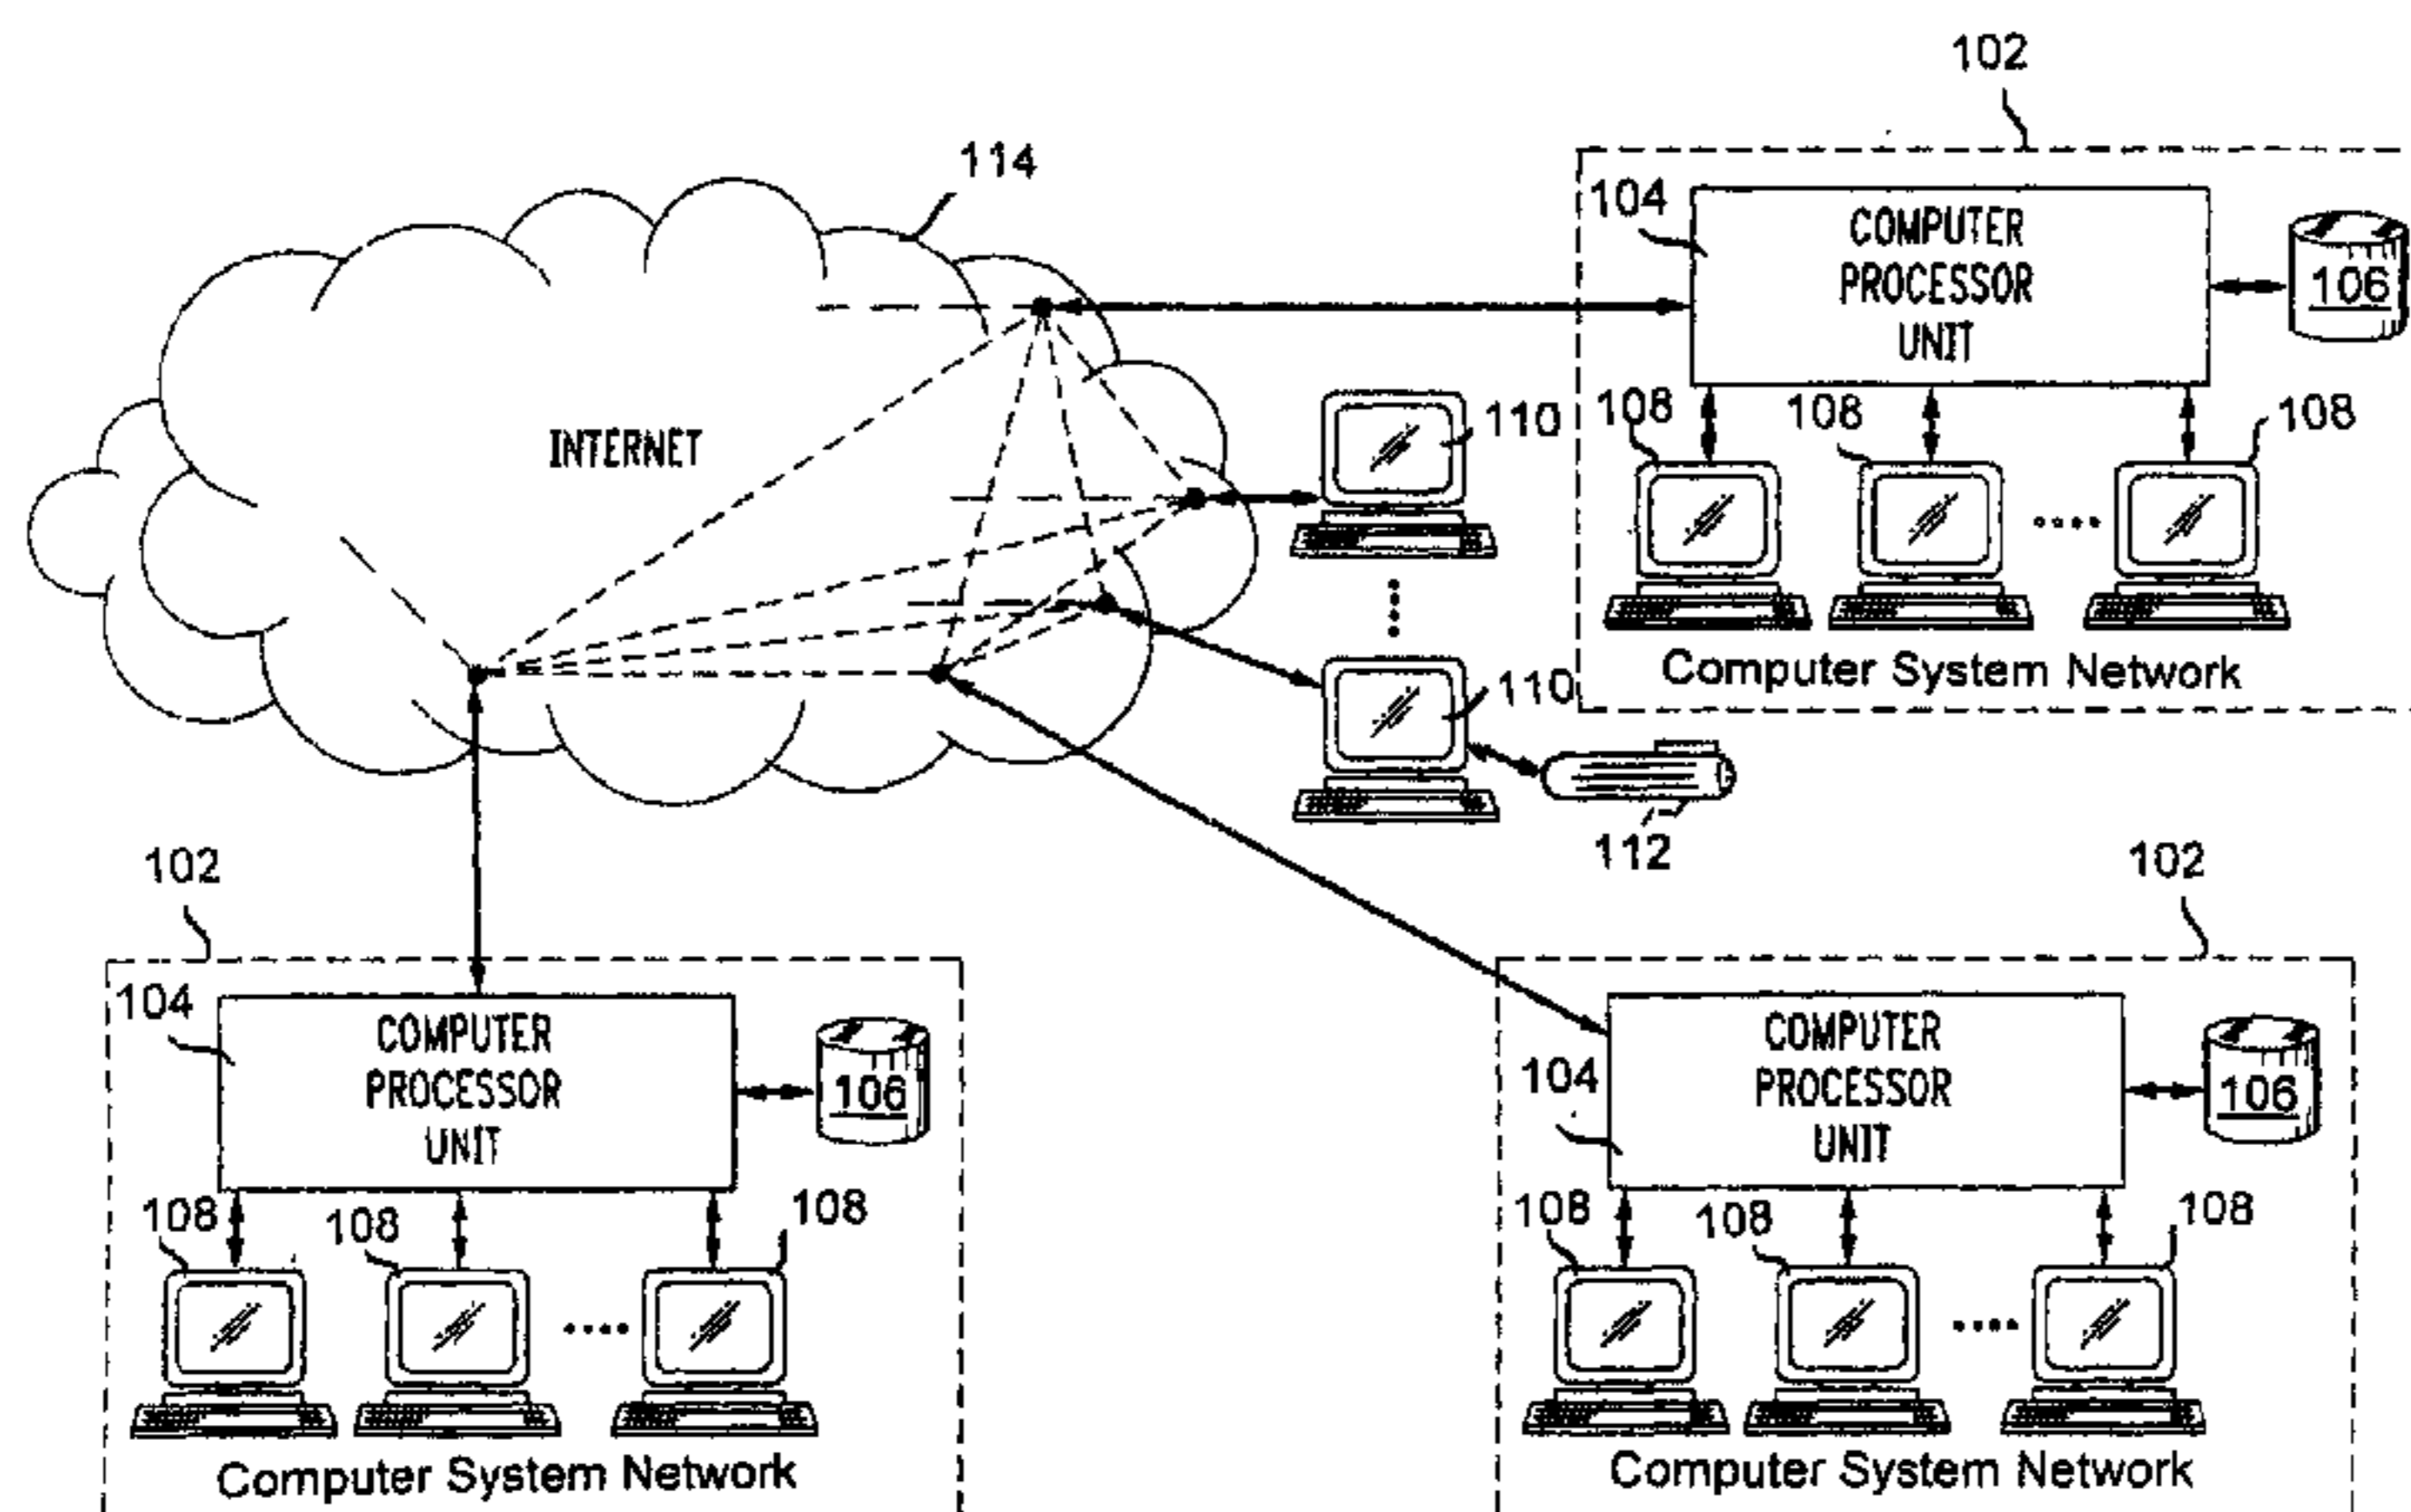 102
114
104
COMPUTER
PROCESSOR
UNIT
106
108
108
108
INTERNET
110
Computer System Network
110
112
102
102
104
COMPUTER
PROCESSOR
UNIT
106
108
108
108
Computer System Network
104
COMPUTER
PROCESSOR
UNIT
106
108
108
108
Computer System Network